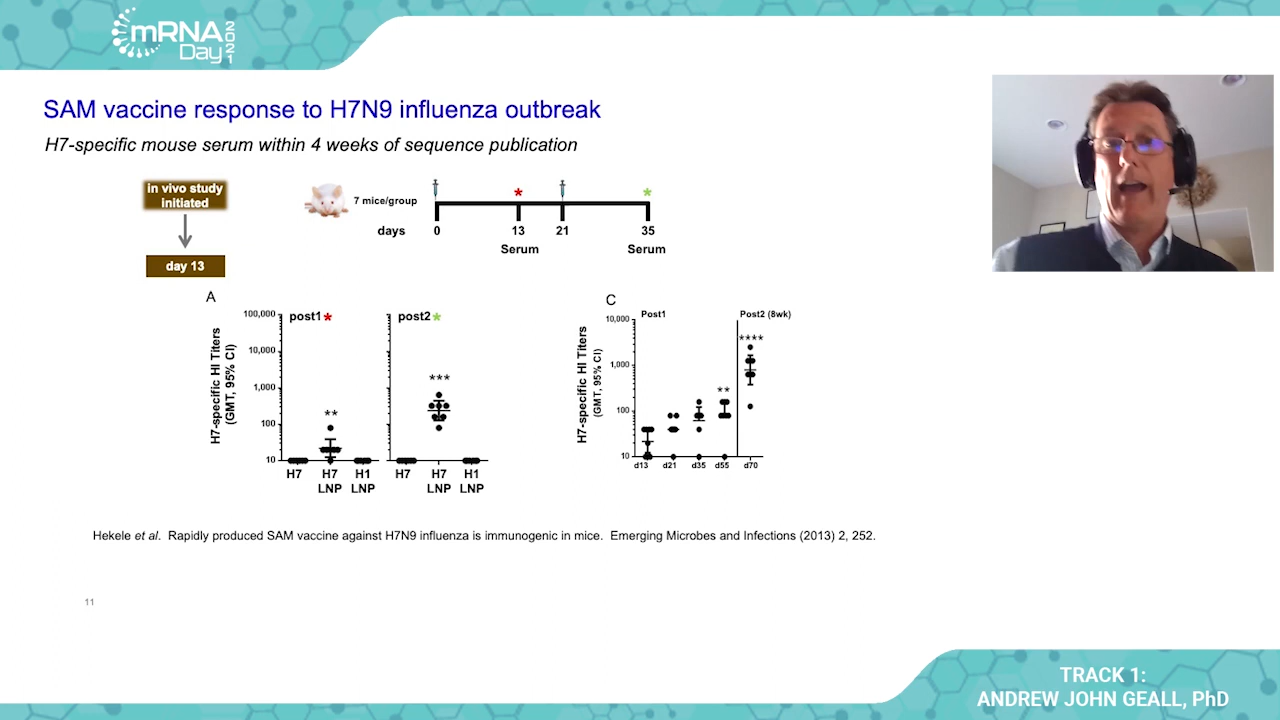 mRNA
Day
2021
SAM vaccine response to H7N9 influenza outbreak
H7-specific mouse serum within 4 weeks of sequence publication
in vivo study
initiated
day 13
7 mice/group
*
*
days
0
13
21
35
Serum
Serum
A
H7-specific HI Titers
(GMT, 95% CI)
100,000
10,000
1,000
100
10
post1*
**
H7
H7
LNP
H1
LNP
post2*
***
H7
H7
LNP
H1
LNP
C
H7-specific HI Titers
(GMT, 95% CI)
10,000
1,000
100
10
Post1
Post2 (8wk)
**
****
d13
d21
d35
d55
d70
Hekele et al. Rapidly produced SAM vaccine against H7N9 influenza is immunogenic in mice. Emerging Microbes and Infections (2013) 2, 252.
11
TRACK 1:
ANDREW JOHN GEALL, PhD